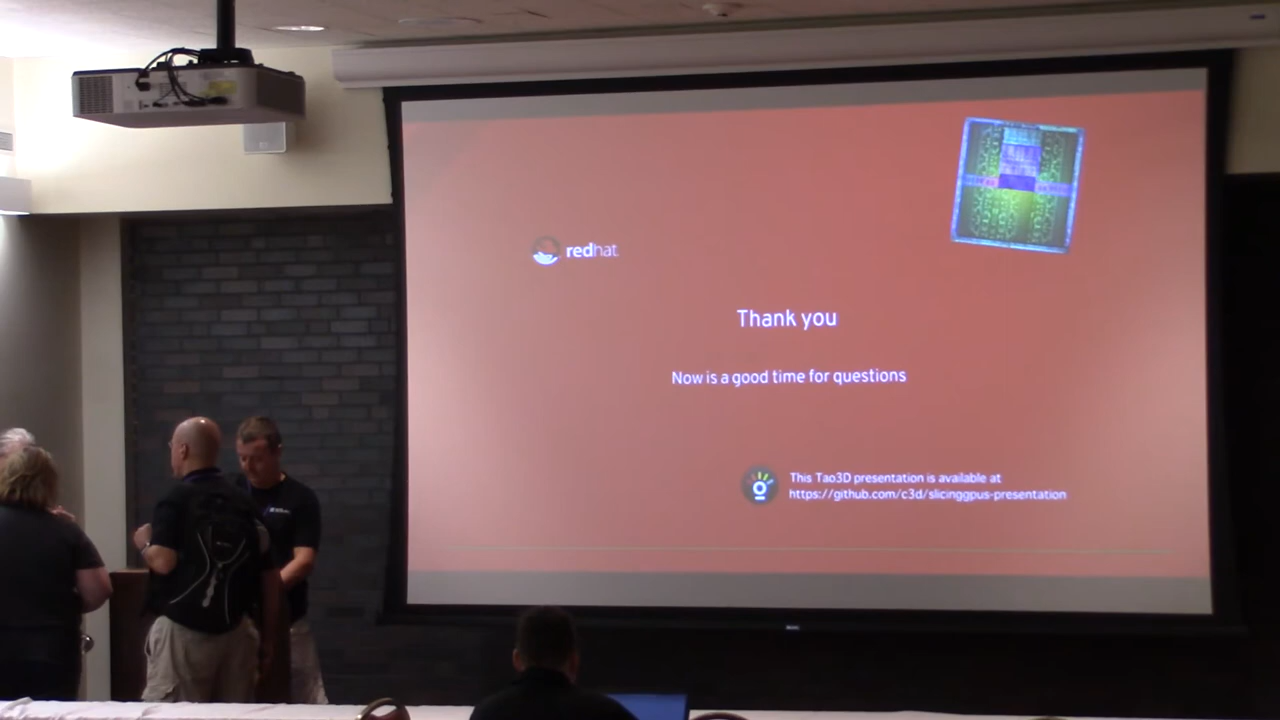 redhat.
Thank you
Now is a good time for questions
This Tao3D presentation is available at
https://github.com/c3d/slicinggpus-presentation